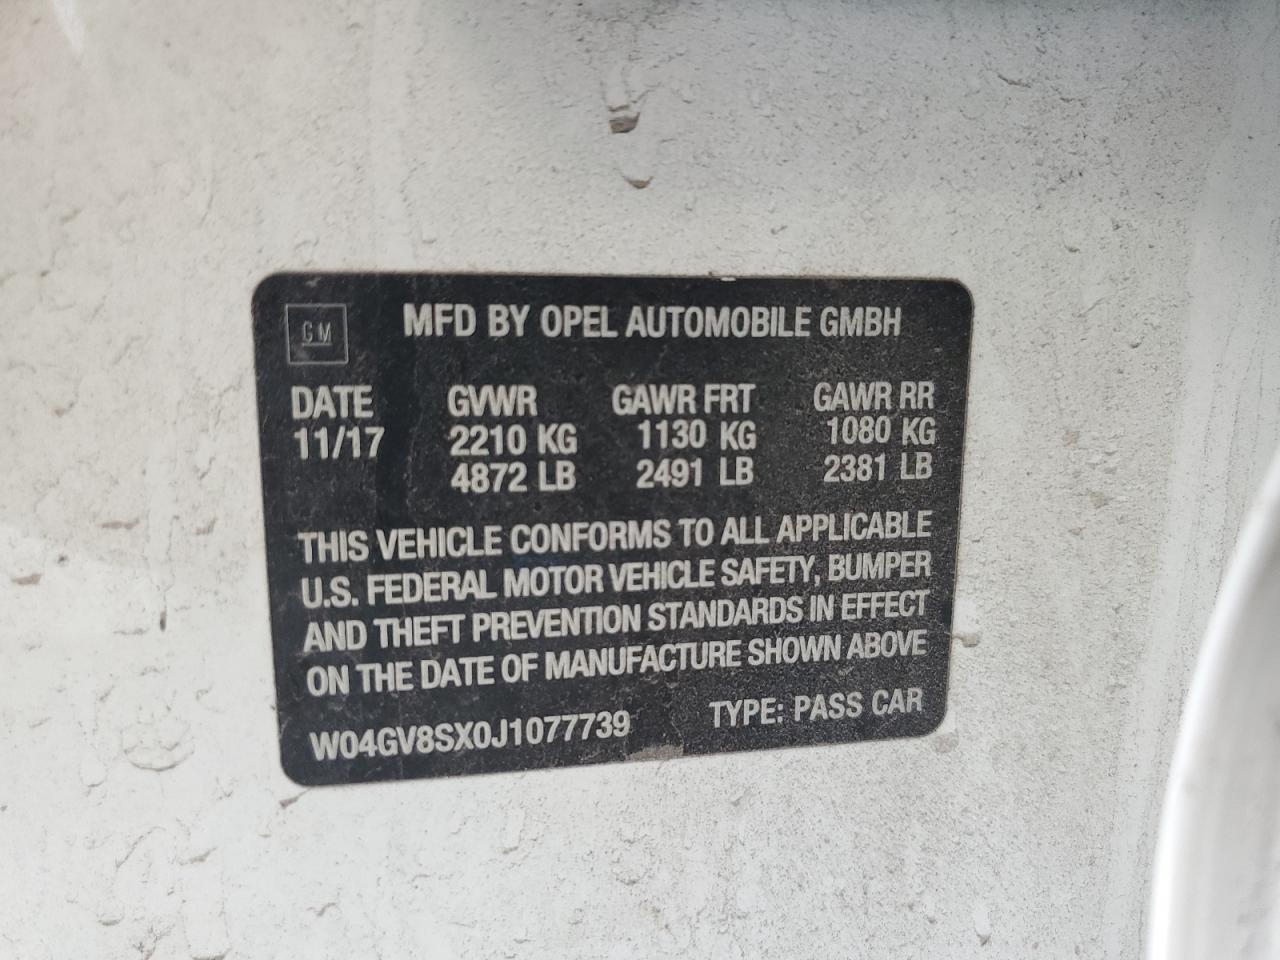 GM MFD BY OPEL AUTOMOBILE GMBH
DATE GVWR GAWR FRT GAWR RR
11/17 2210 KG 1130 KG 1080 KG
4872 LB 2491 LB 2381 LB
THIS VEHICLE CONFORMS TO ALL APPLICABLE
U.S. FEDERAL MOTOR VEHICLE SAFETY, BUMPER
AND THEFT PREVENTION STANDARDS IN EFFECT
ON THE DATE OF MANUFACTURE SHOWN ABOVE
W04GV8SX0J1077739 TYPE: PASS CAR